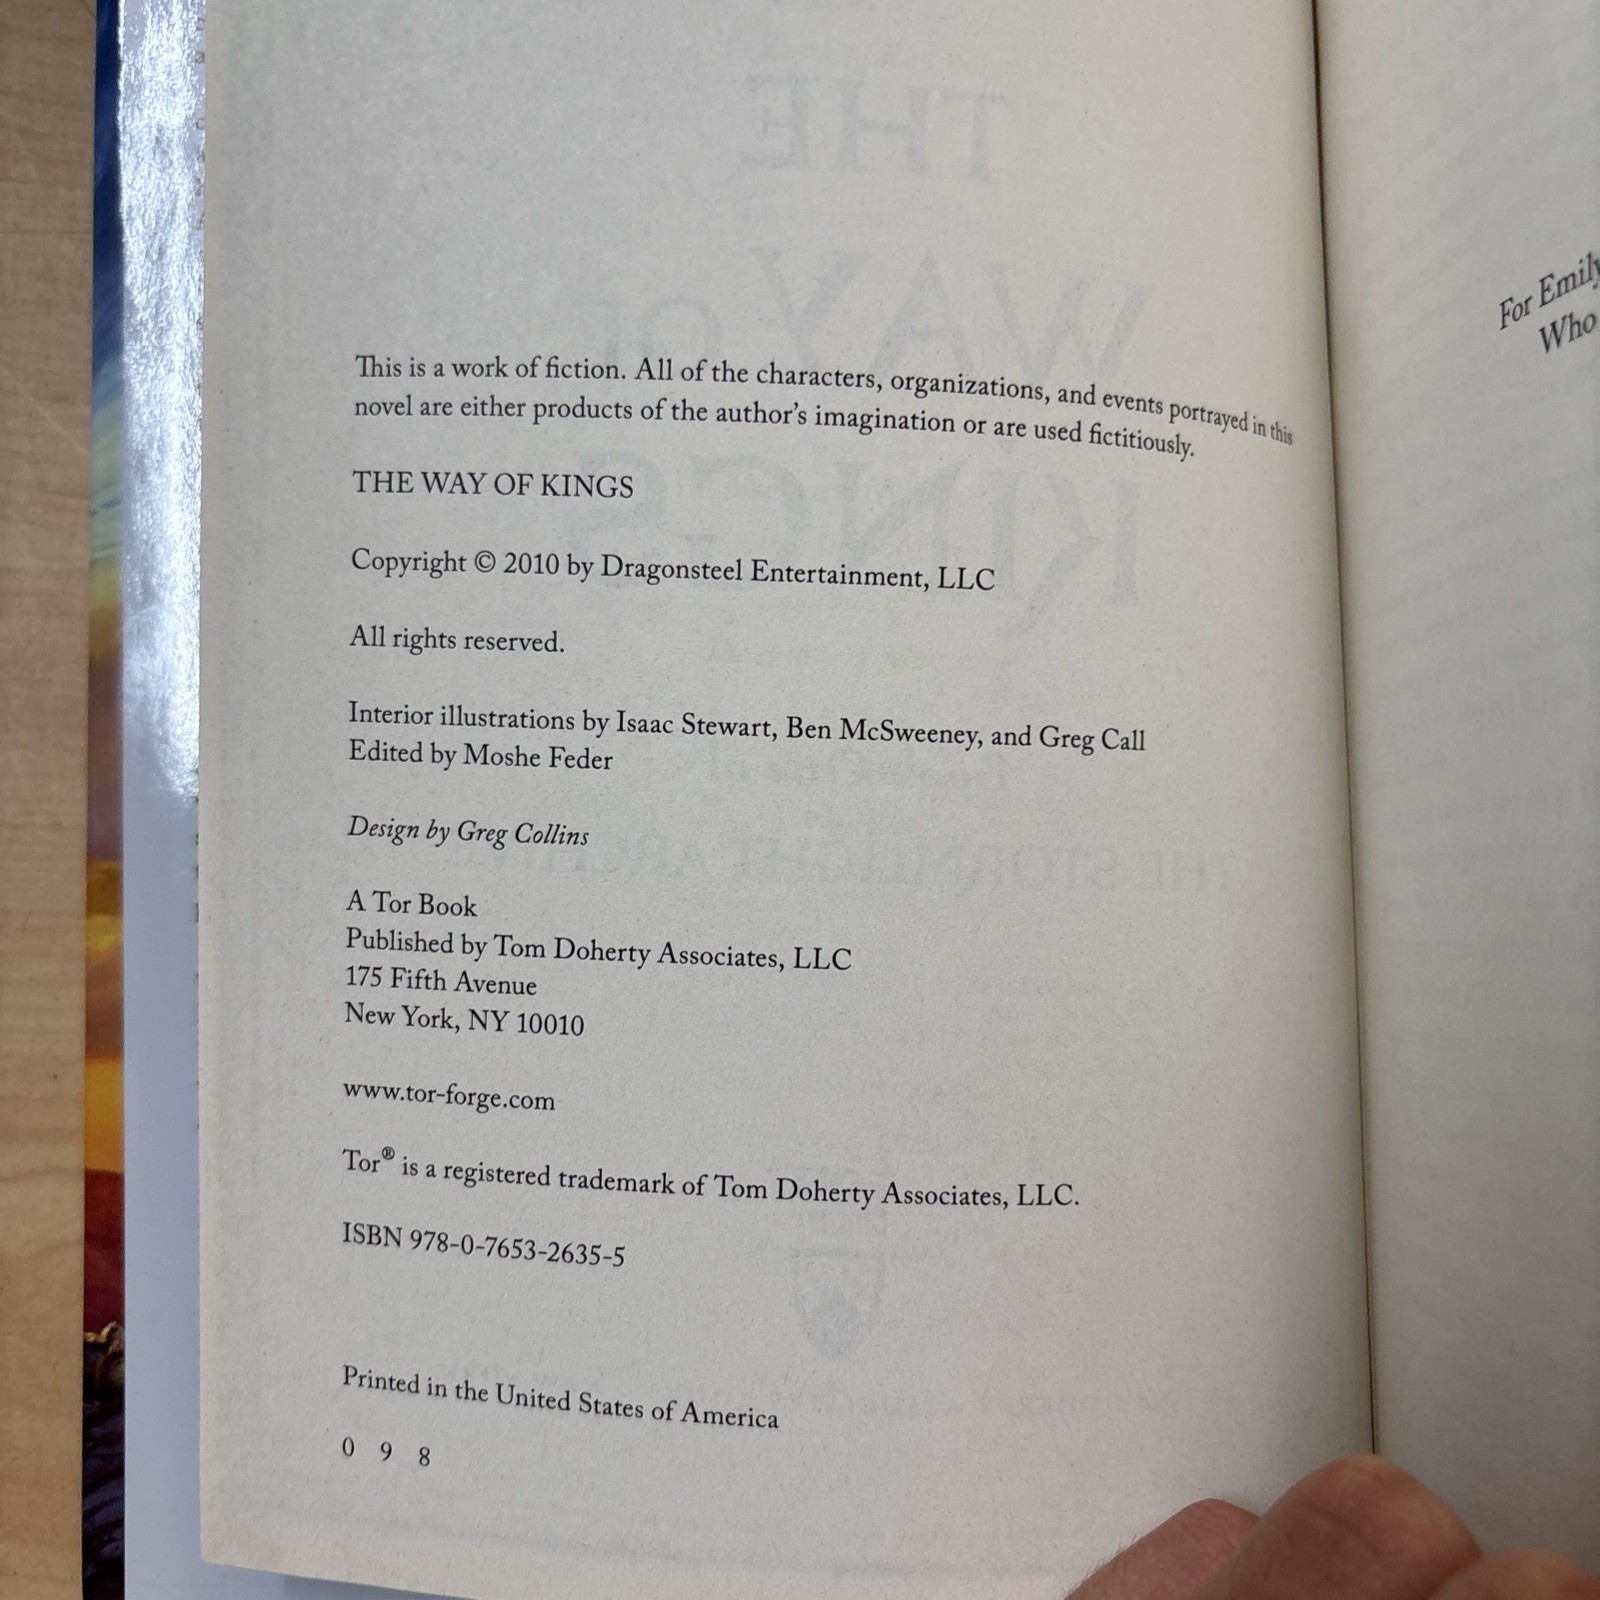 This is a work of fiction. All of the characters, organizations, and events portrayed in this
novel are either products of the author's imagination or are used fictitiously.
THE WAY OF KINGS
Copyright © 2010 by Dragonsteel Entertainment, LLC
All rights reserved.
Interior illustrations by Isaac Stewart, Ben McSweeney, and Greg Call
Edited by Moshe Feder
Design by Greg Collins
A Tor Book
Published by Tom Doherty Associates, LLC
175 Fifth Avenue
New York, NY 10010
www.tor-forge.com
Tor® is a registered trademark of Tom Doherty Associates, LLC.
ISBN 978-0-7653-2635-5
Printed in the United States of America
0 9 8
For Emily
Who